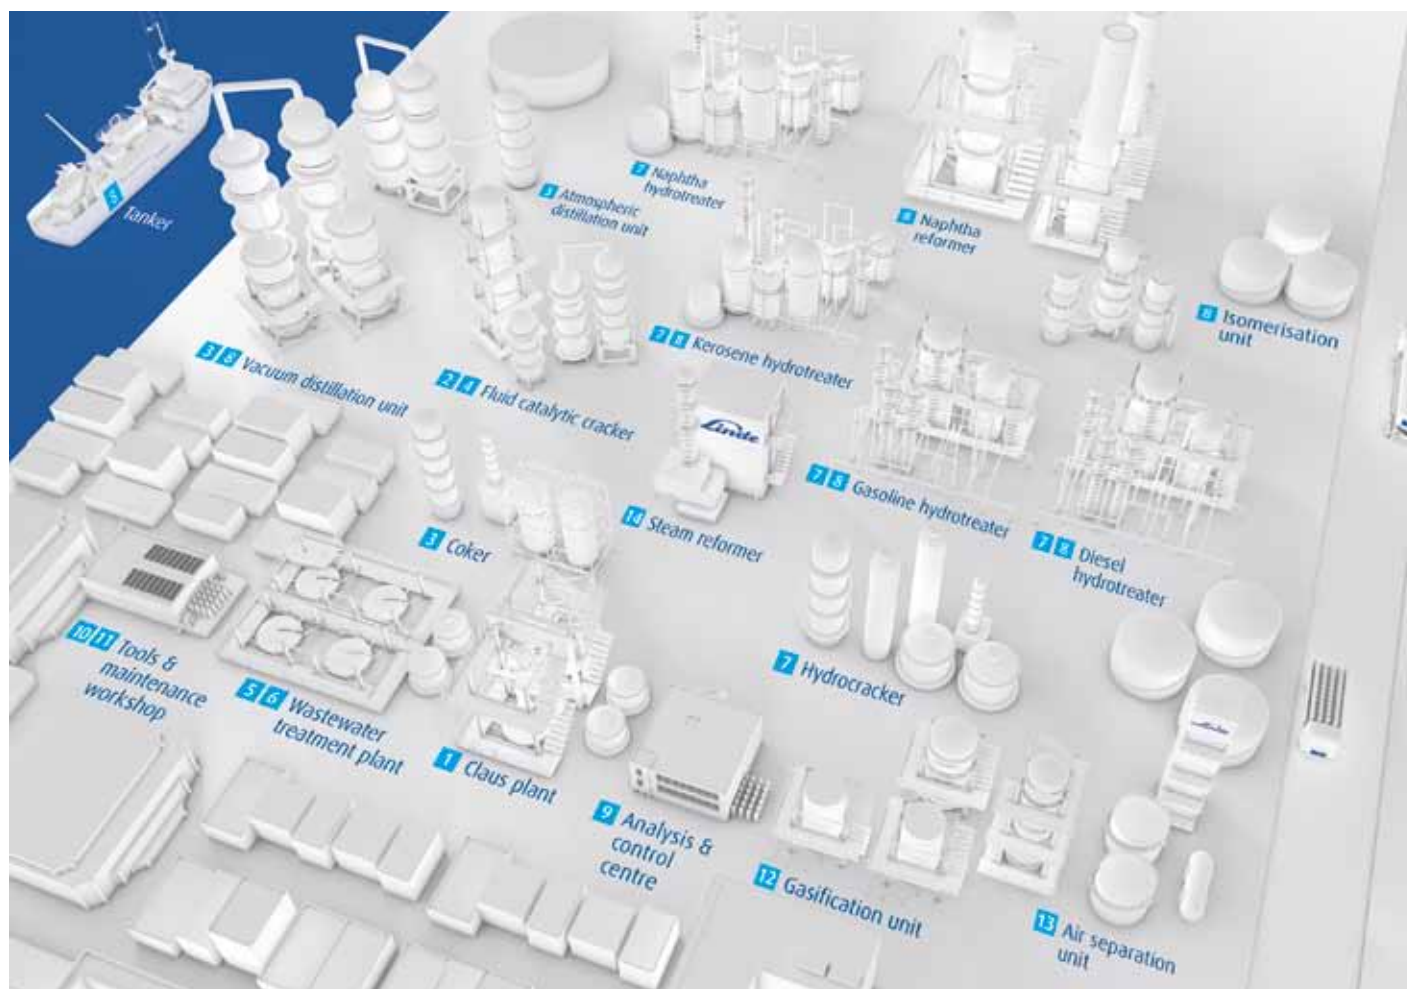 5 Tanker
3 Atmospheric
distillation unit
7 Naphtha
hydrotreater
8 Naphtha
reformer
8 Isomerisation
unit
3 8 Vacuum distillation unit
2 4 Fluid catalytic cracker
7 8 Kerosene hydrotreater
Linde
7 8 Gasoline hydrotreater
7 8 Diesel
hydrotreater
3 Coker
14 Steam reformer
10 11 Tools &
maintenance
workshop
5 6 Wastewater
treatment plant
1 Claus plant
7 Hydrocracker
Linde
9 Analysis &
control
centre
12 Gasification unit
13 Air separation
unit